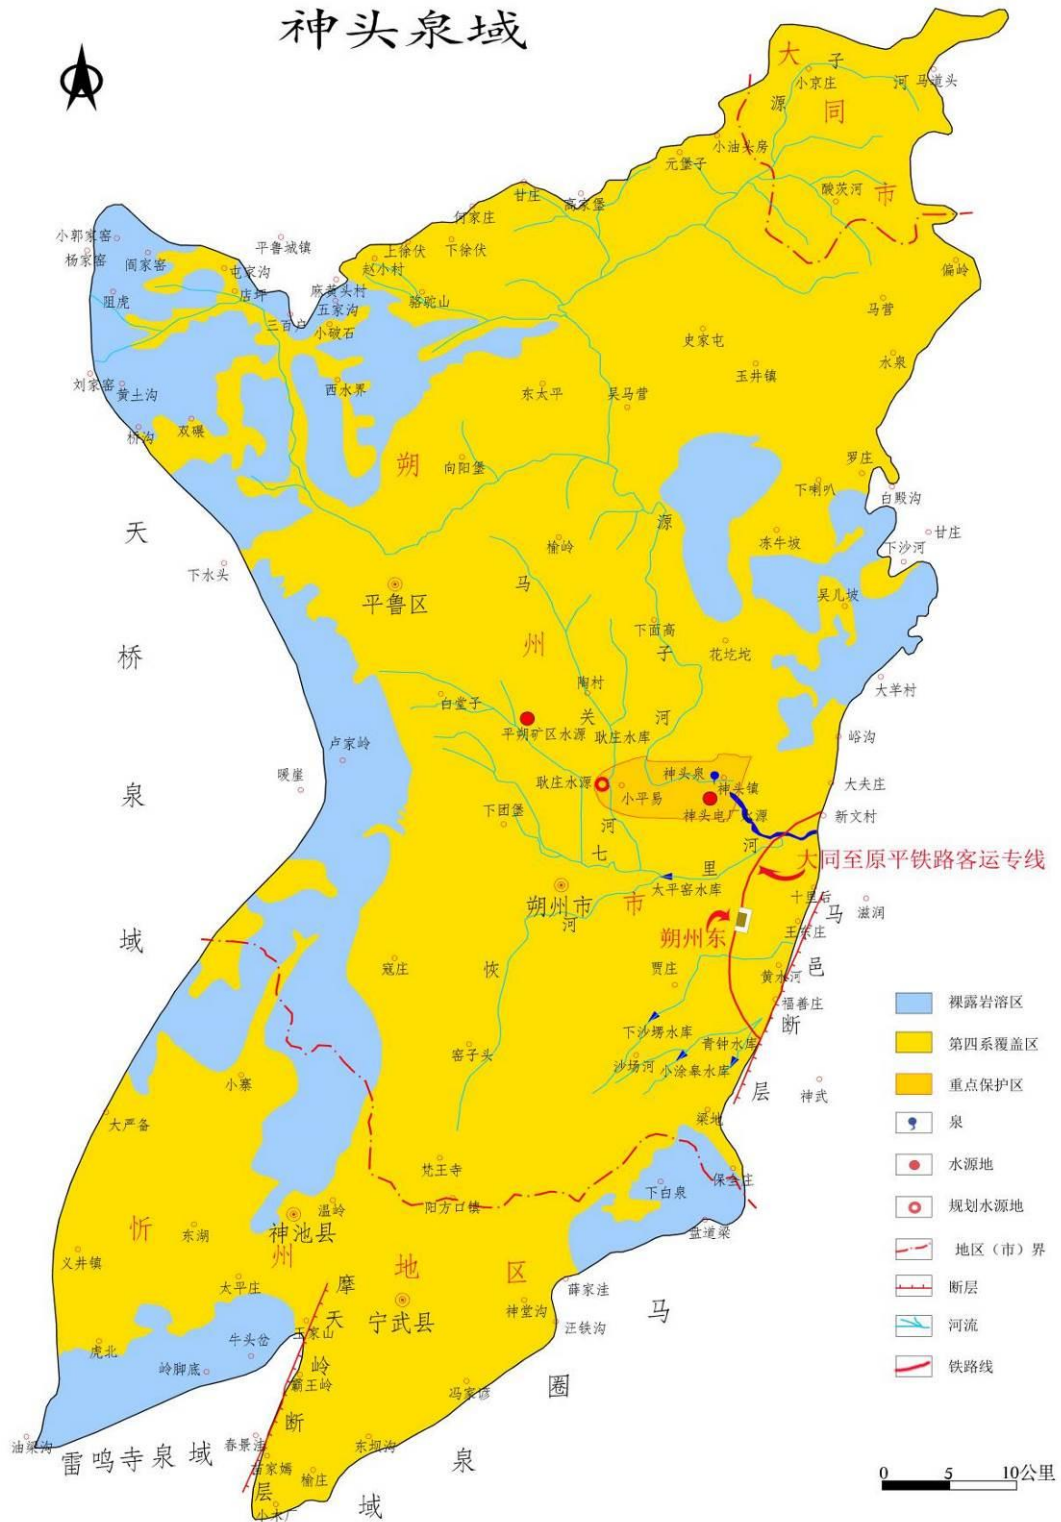 神头泉域
大同市
子
源
河
小京庄
马道头
小油头房
元堡子
酸茨河
甘庄
高家堡
何家庄
上徐伏
下徐伏
赵小村
骆驼山
小郭家窑
杨家窑
阎家窑
平鲁城镇
屯家沟
店坪
阻虎
麻黄头村
五家沟
三百户
小破石
偏岭
马营
史家屯
玉井镇
水泉
刘家窑
黄土沟
西水界
东太平
吴马营
桥沟
双碾
朔州市
向阳堡
罗庄
下喇叭
白殿沟
甘庄
下沙河
冻牛坡
吴儿坡
榆岭
源子河
马关河
天桥泉域
下水头
平鲁区
下面高
花圪坨
大羊村
白堂子
陶村
平朔矿区水源
耿庄水库
峪沟
卢家岭
暖崖
耿庄水源
小平易
神头泉
神头镇
神头电厂水源
大夫庄
新文村
下团堡
七里河
大同至原平铁路客运专线
太平窑水库
朔州市
恢河
朔州东
十里后
滋润
王东庄
马邑断层
寇庄
贾庄
黄水河
福善庄
下沙塄水库
青钟水库
窑子头
沙场河
小涂皋水库
神武
小寨
大严备
梁地
梵王寺
阳方口镇
下白泉
保全庄
盆道梁
忻州地区
温岭
神池县
东湖
义井镇
太平庄
宁武县
薛家洼
神堂沟
汪铁沟
马圈泉域
摩天岭断层
王家山
牛头岔
虎北
岭脚底
霸王岭
冯家谚
油梁沟
雷鸣寺泉域
春景洼
苗家嫣
东坝沟
榆庄
小木厂
裸露岩溶区
第四系覆盖区
重点保护区
泉
水源地
规划水源地
地区（市）界
断层
河流
铁路线
0 5 10公里